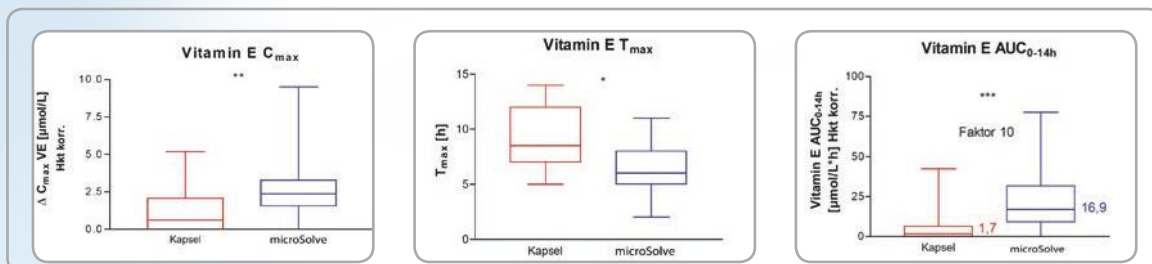 Vitamin E Cmax
**
Δ Cmax VE [µmol/L]
Hkt korr.
10.0
7.5
5.0
2.5
0.0
Kapsel
microSolve
Vitamin E Tmax
*
Tmax [h]
15
10
5
0
Kapsel
microSolve
Vitamin E AUC0-14h
***
Faktor 10
Vitamin E AUC0-14h
[µmol/L*h] Hkt korr.
100
75
50
25
0
1,7
16,9
Kapsel
microSolve